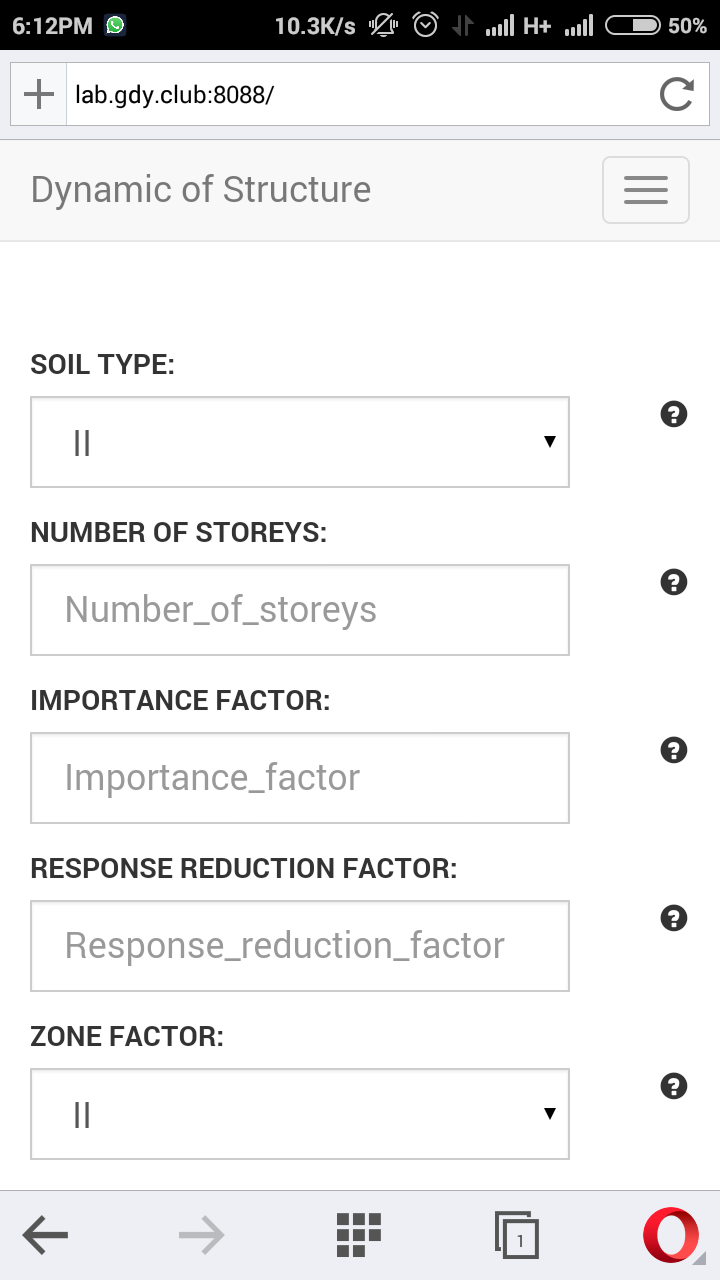 6:12PM 10.3K/s H+ 50%
lab.gdy.club:8088/
Dynamic of Structure
SOIL TYPE:
II
NUMBER OF STOREYS:
Number_of_storeys
IMPORTANCE FACTOR:
Importance_factor
RESPONSE REDUCTION FACTOR:
Response_reduction_factor
ZONE FACTOR:
II
1